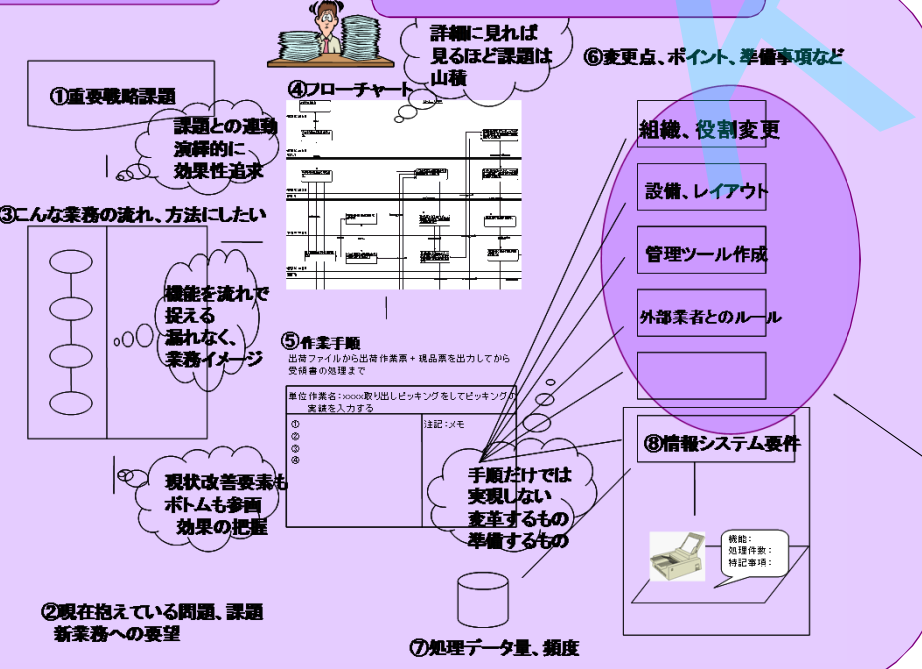 ①重要戦略課題
課題との連動
演繹的に
効果性追求
③こんな業務の流れ、方法にしたい
機能を流れで
捉える
漏れなく、
業務イメージ
現状改善要素も
ボトムも参画
効果の把握
②現在抱えている問題、課題
新業務への要望
詳細に見れば
見るほど課題は
山積
④フローチャート
⑤作業手順
出荷ファイルから出荷作業票+現品票を出力してから
受領書の処理まで
単位作業名:xxxx取り出しピッキングをしてピッキングの
実績を入力する
①
②
③
④
注記:メモ
手順だけでは
実現しない
変革するもの
準備するもの
⑦処理データ量、頻度
⑥変更点、ポイント、準備事項など
組織、役割変更
設備、レイアウト
管理ツール作成
外部業者とのルール
⑧情報システム要件
機能:
処理件数:
特記事項: